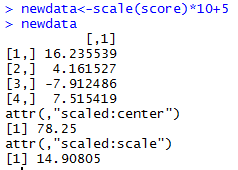 > newdata<-scale(score)*10+5
> newdata
[,1]
[1,] 16.235539
[2,] 4.161527
[3,] -7.912486
[4,] 7.515419
attr(,"scaled:center")
[1] 78.25
attr(,"scaled:scale")
[1] 14.90805